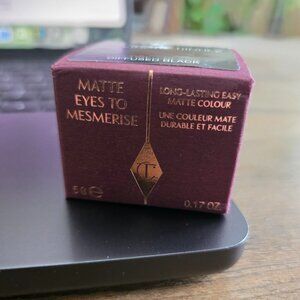 DIFFUSED BLACK
MATTE
EYES TO
MESMERISE
LONG-LASTING EASY
MATTE COLOUR
UNE COULEUR MATE
DURABLE ET FACILE
5g e
0.17 OZ